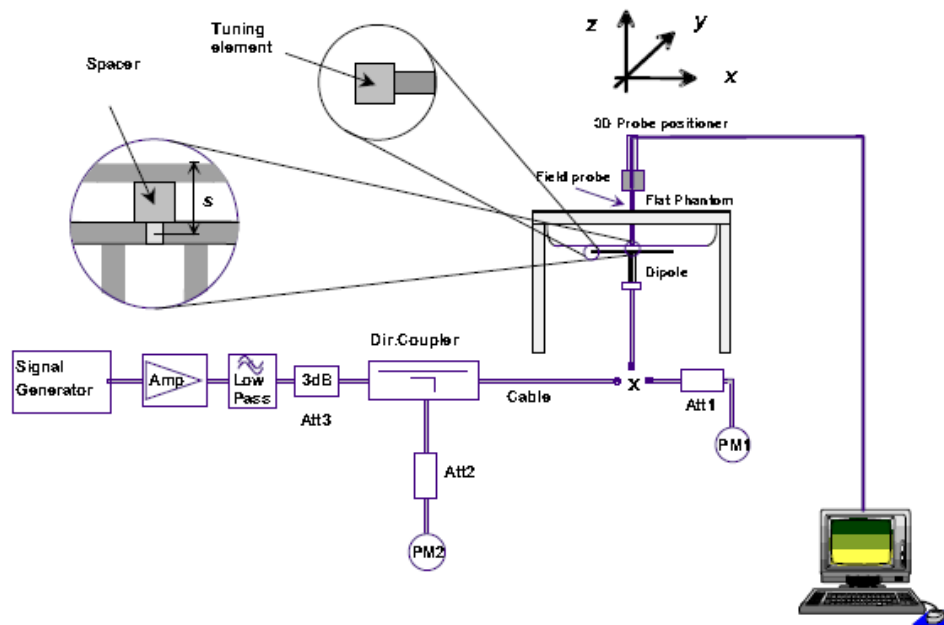 Tuning
element
Spacer
s
z
y
x
3D Probe positioner
Field probe
Flat Phantom
Dipole
Dir.Coupler
Signal
Generator
Amp
Low
Pass
3dB
Att3
Cable
x
Att1
PM1
Att2
PM2